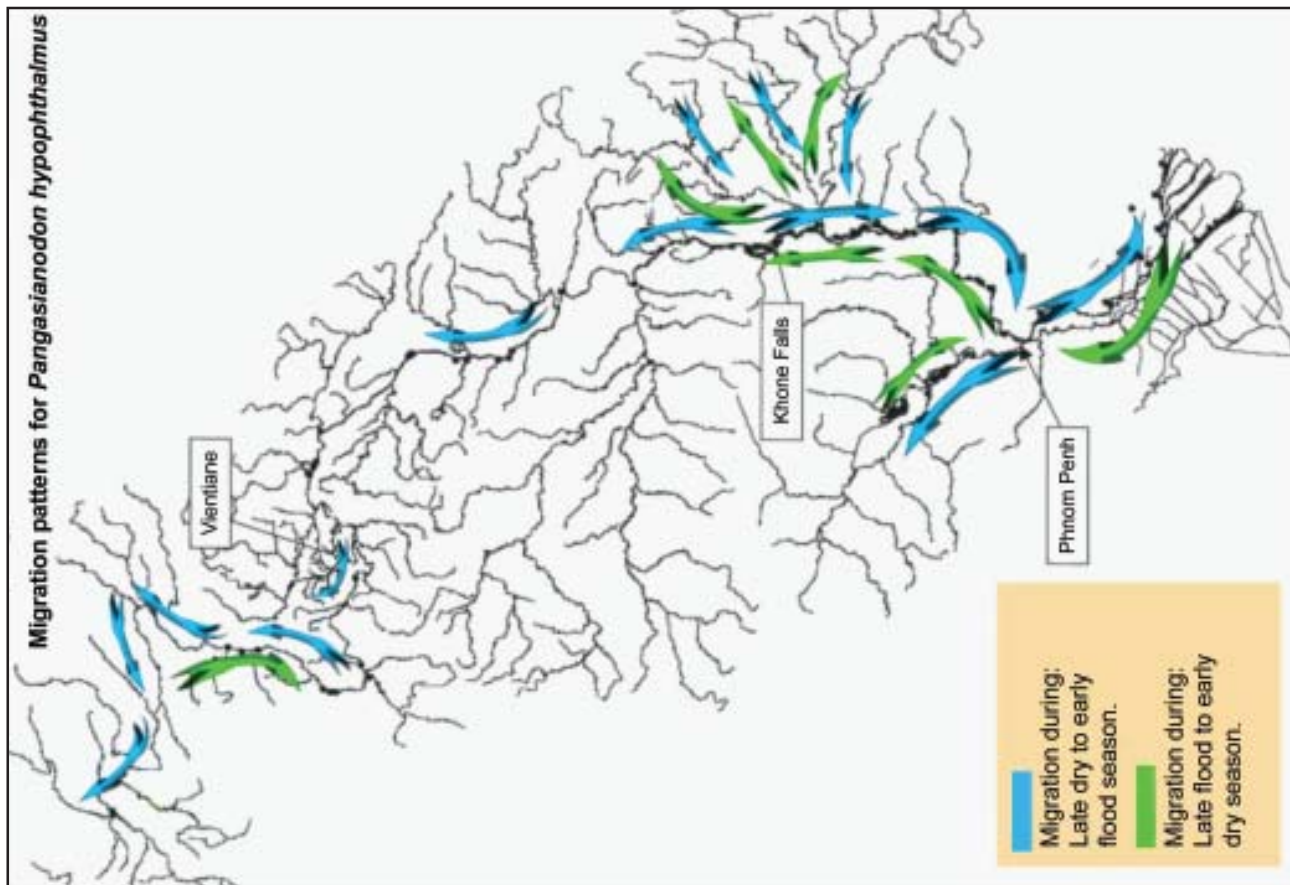 Migration patterns for Pangasianodon hypophthalmus
Vientiane
Khone Falls
Phnom Penh
Migration during:
Late dry to early
flood season.
Migration during:
Late flood to early
dry season.